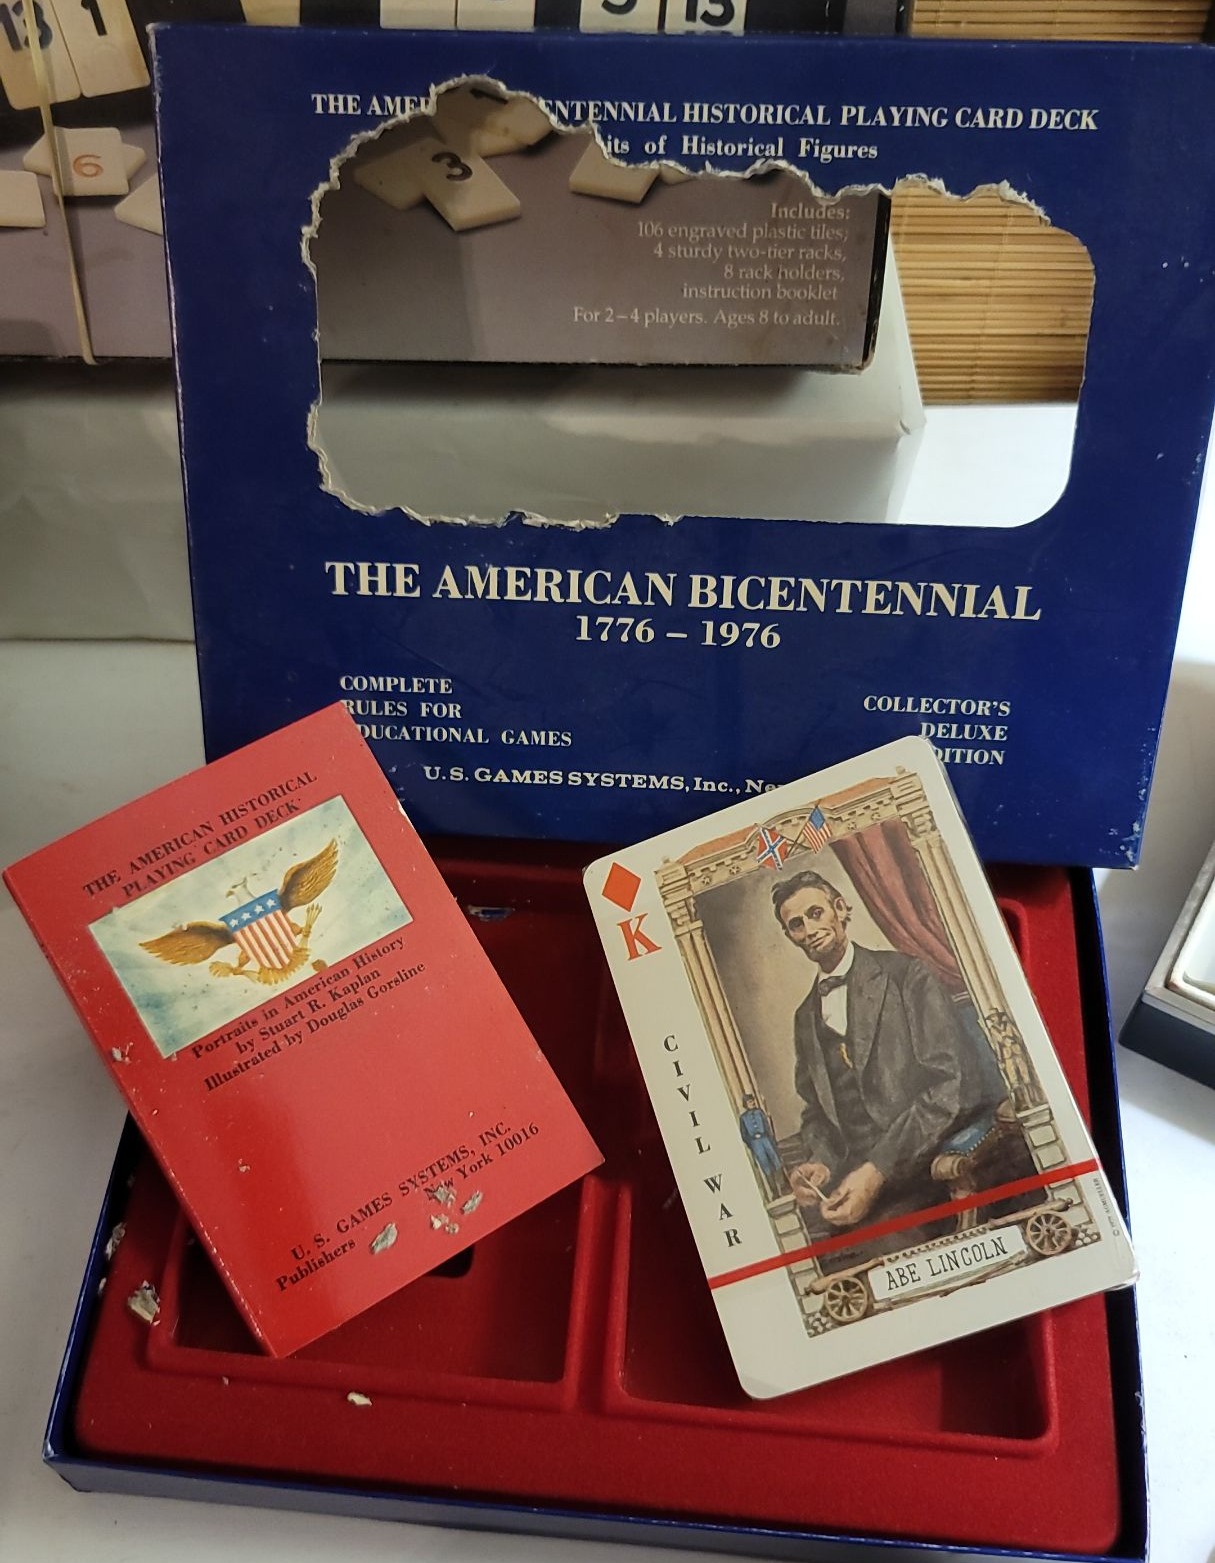 13 1
5 13
6
3
THE AMER ENTENNIAL HISTORICAL PLAYING CARD DECK
its of Historical Figures
Includes:
106 engraved plastic tiles,
4 sturdy two-tier racks,
8 rack holders,
instruction booklet
For 2–4 players. Ages 8 to adult.
THE AMERICAN BICENTENNIAL
1776 – 1976
COMPLETE
RULES FOR
DUCATIONAL GAMES
COLLECTOR'S
DELUXE
DITION
U.S. GAMES SYSTEMS, Inc., Ne
THE AMERICAN HISTORICAL
PLAYING CARD DECK
Portraits in American History
by Stuart R. Kaplan
Illustrated by Douglas Gorsline
U. S. GAMES SYSTEMS, INC.
Publishers New York 10016
K
CIVIL WAR
ABE LINCOLN